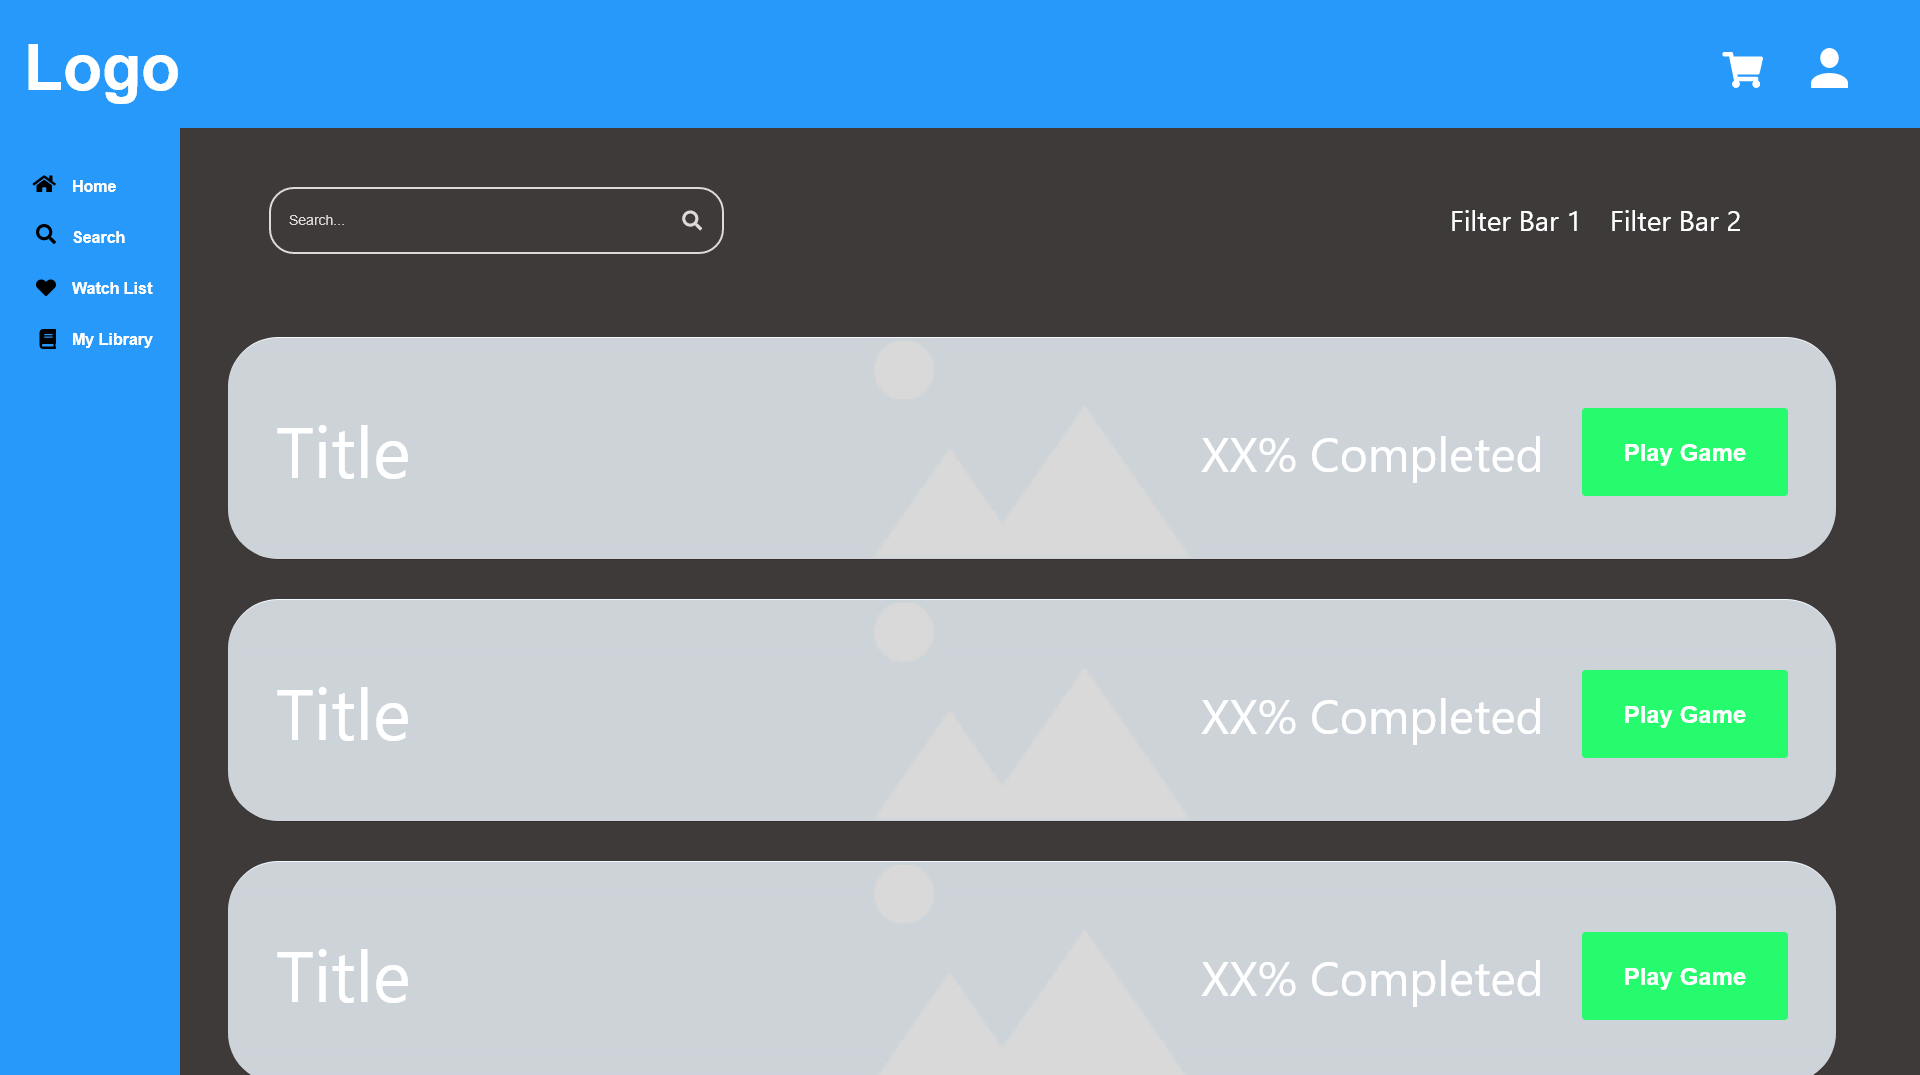 Logo
Home
Search
Watch List
My Library
Search...
Filter Bar 1 Filter Bar 2
Title
XX% Completed
Play Game
Title
XX% Completed
Play Game
Title
XX% Completed
Play Game